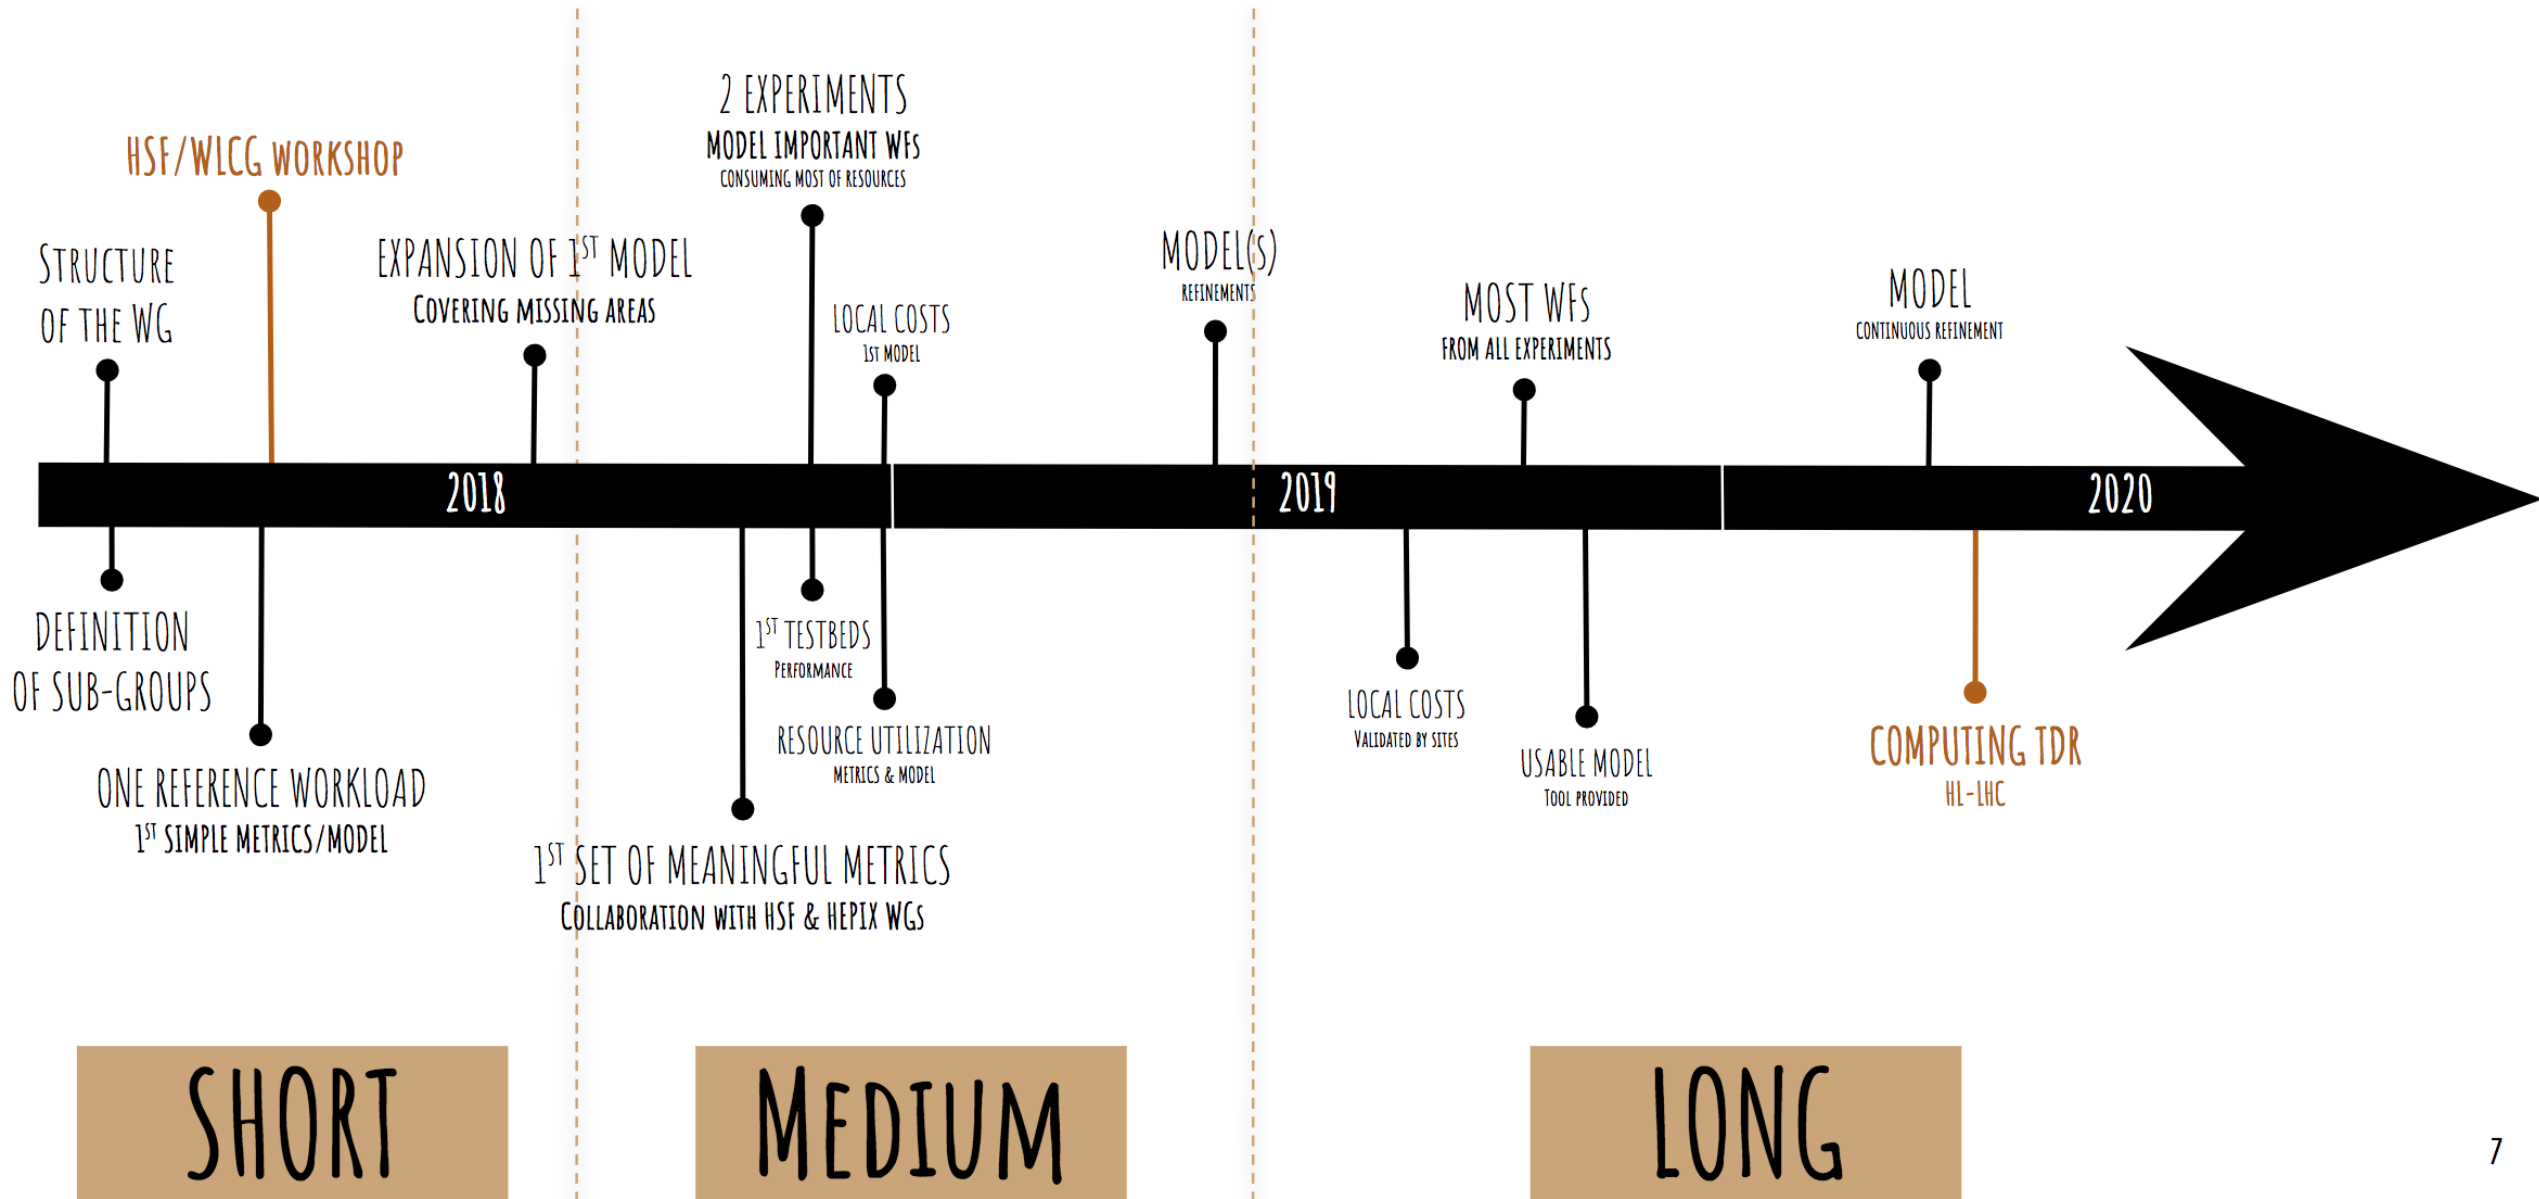 2 EXPERIMENTS
MODEL IMPORTANT WFs
CONSUMING MOST OF RESOURCES
HSF/WLCG WORKSHOP
STRUCTURE
OF THE WG
EXPANSION OF 1ST MODEL
COVERING MISSING AREAS
LOCAL COSTS
1ST MODEL
MODEL(S)
REFINEMENTS
MOST WFs
FROM ALL EXPERIMENTS
MODEL
CONTINUOUS REFINEMENT
2018
2019
2020
DEFINITION
OF SUB-GROUPS
ONE REFERENCE WORKLOAD
1ST SIMPLE METRICS/MODEL
1ST TESTBEDS
PERFORMANCE
RESOURCE UTILIZATION
METRICS & MODEL
1ST SET OF MEANINGFUL METRICS
COLLABORATION WITH HSF & HEPIX WGs
LOCAL COSTS
VALIDATED BY SITES
USABLE MODEL
TOOL PROVIDED
COMPUTING TDR
HL-LHC
SHORT
MEDIUM
LONG
7